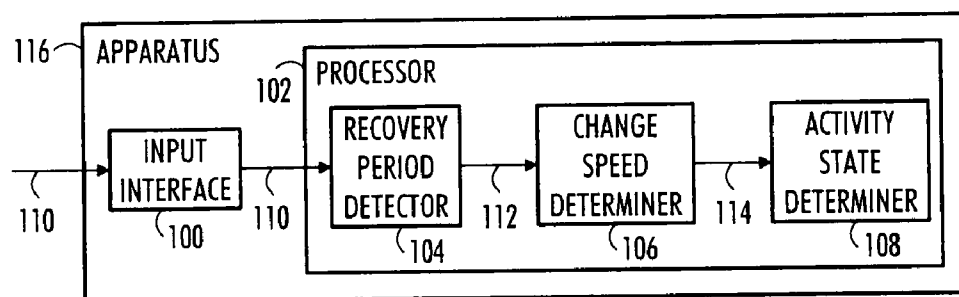 116
APPARATUS
102
PROCESSOR
INPUT
INTERFACE
RECOVERY
PERIOD
DETECTOR
CHANGE
SPEED
DETERMINER
ACTIVITY
STATE
DETERMINER
110
100
110
104
112
106
114
108